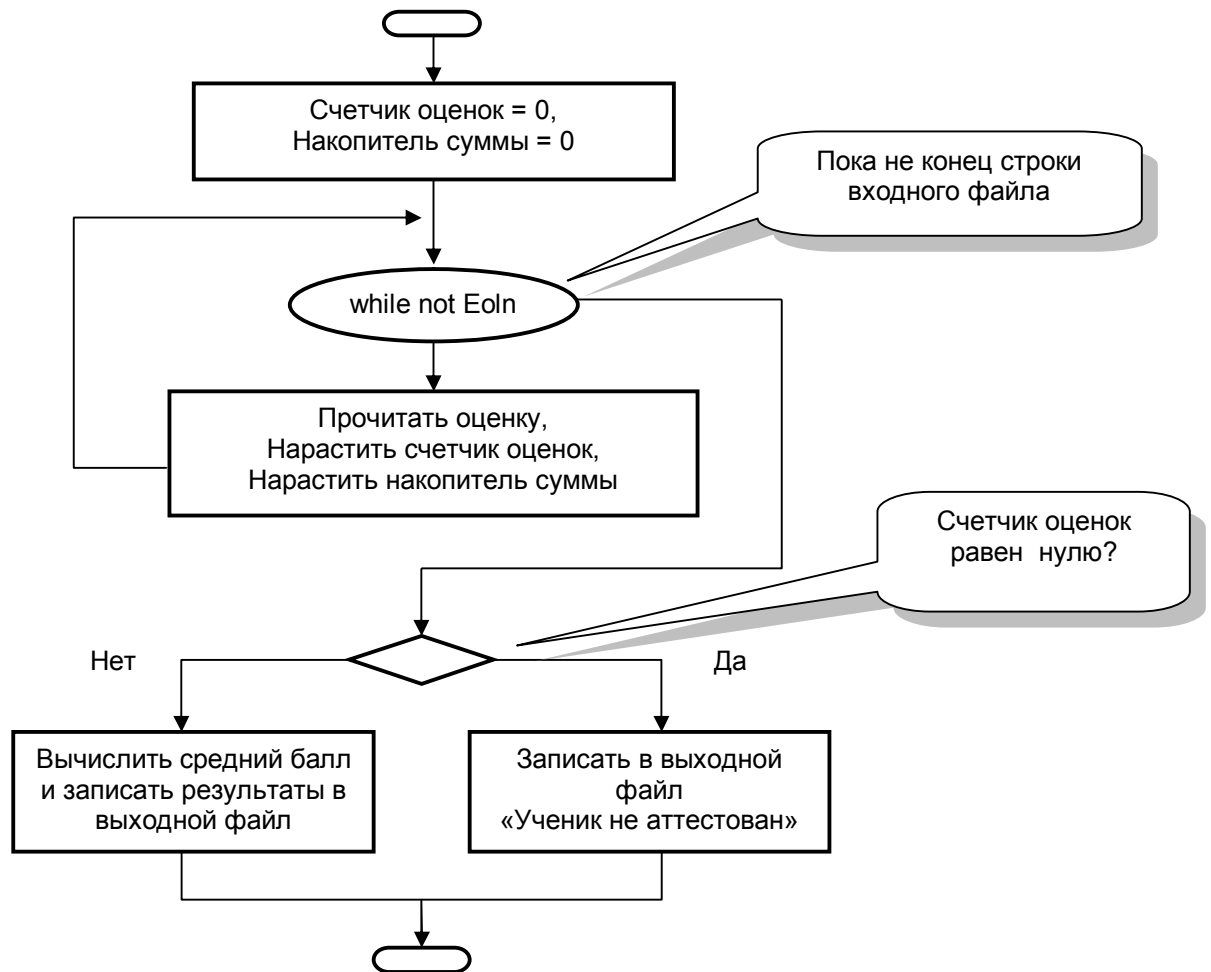 Счетчик оценок = 0,
Накопитель суммы = 0
Пока не конец строки
входного файла
while not Eoln
Прочитать оценку,
Нарастить счетчик оценок,
Нарастить накопитель суммы
Счетчик оценок
равен нулю?
Нет
Да
Вычислить средний балл
и записать результаты в
выходной файл
Записать в выходной
файл
«Ученик не аттестован»